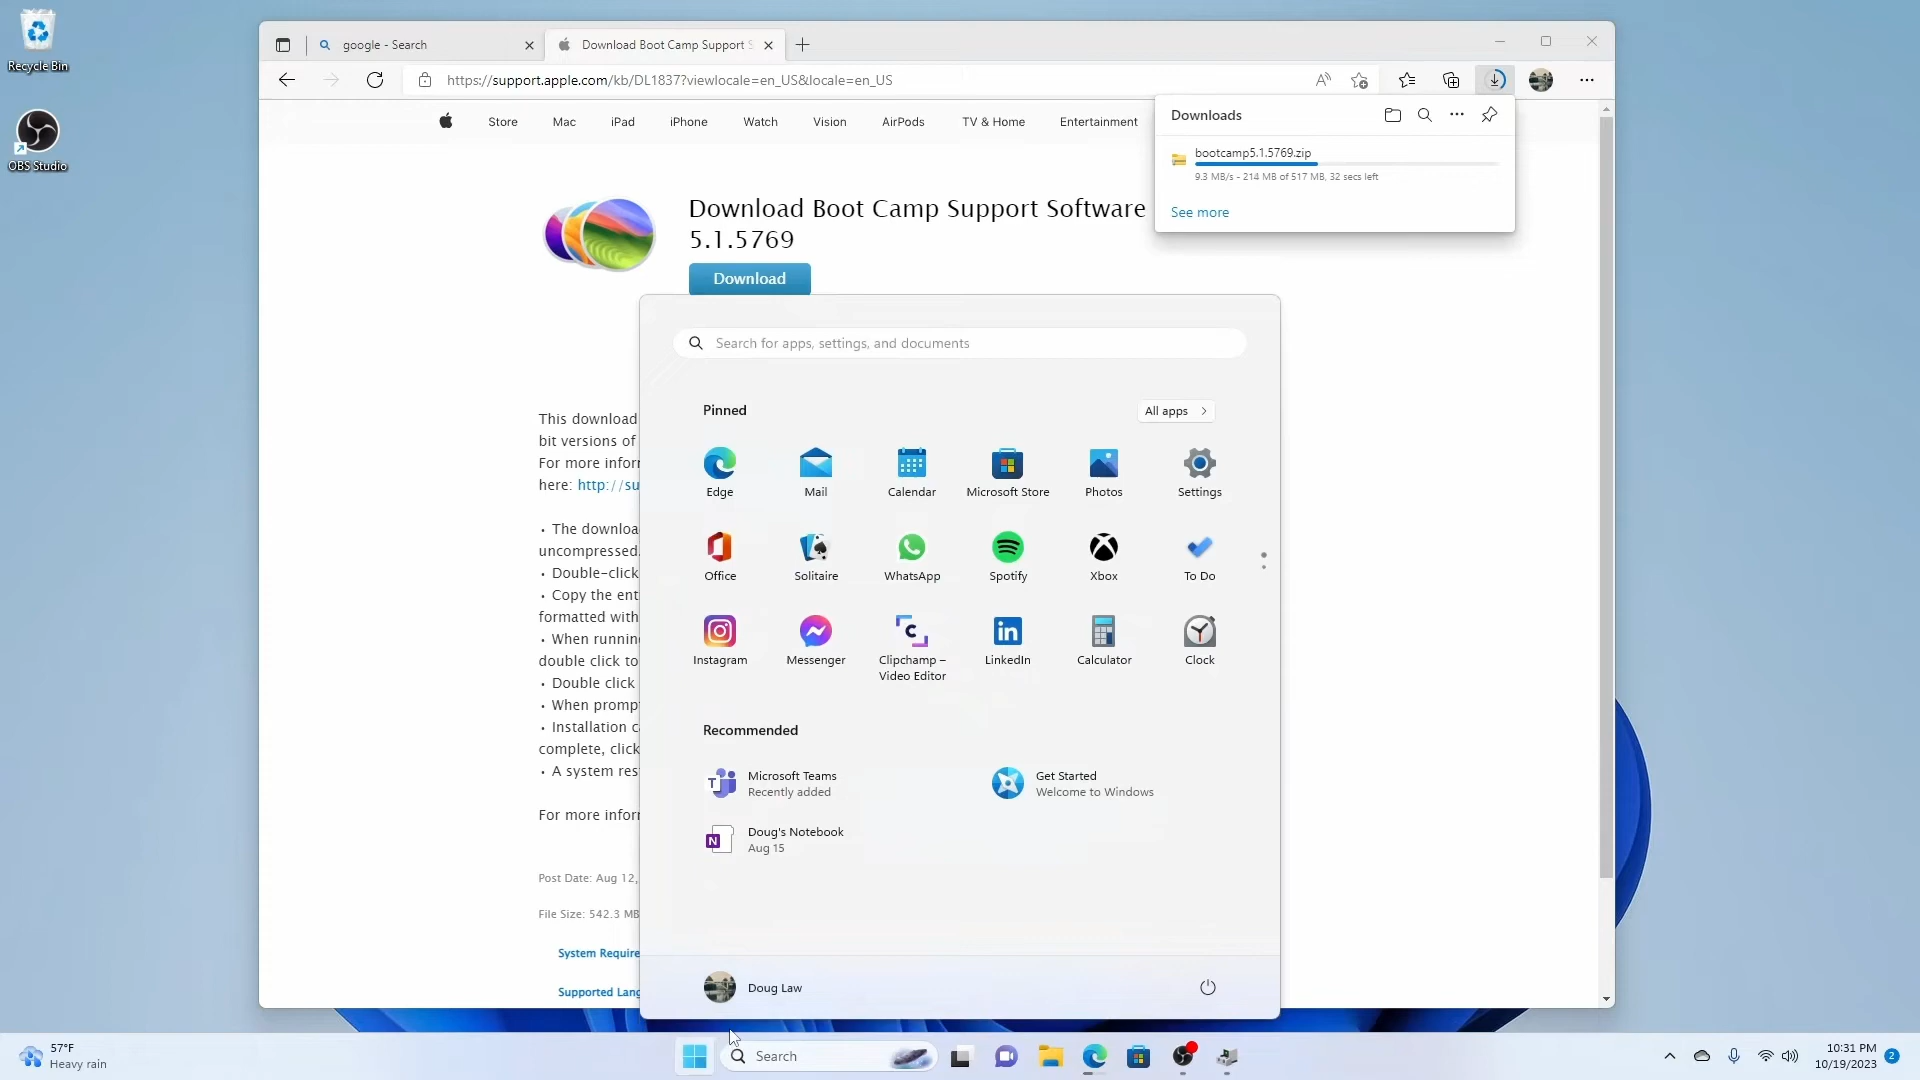 Recycle Bin
OBS Studio
google - Search
Download Boot Camp Support S
https://support.apple.com/kb/DL1837?viewlocale=en_US&locale=en_US
Store
Mac
iPad
iPhone
Watch
Vision
AirPods
TV & Home
Entertainment
Downloads
bootcamp5.1.5769.zip
9.3 MB/s - 214 MB of 517 MB, 32 secs left
See more
Download Boot Camp Support Software
5.1.5769
Download
This download
bit versions of
For more infor
here: http://su
• The downloa
uncompressed.
• Double-click
• Copy the ent
formatted with
• When runnin
double click to
• Double click
• When promp
• Installation c
complete, click
• A system res
For more infor
Post Date: Aug 12,
File Size: 542.3 MB
System Require
Supported Lang
Search for apps, settings, and documents
Pinned
All apps
Edge
Mail
Calendar
Microsoft Store
Photos
Settings
Office
Solitaire
WhatsApp
Spotify
Xbox
To Do
Instagram
Messenger
Clipchamp –
Video Editor
LinkedIn
Calculator
Clock
Recommended
Microsoft Teams
Recently added
Get Started
Welcome to Windows
Doug's Notebook
Aug 15
Doug Law
57°F
Heavy rain
Search
10:31 PM
10/19/2023
2